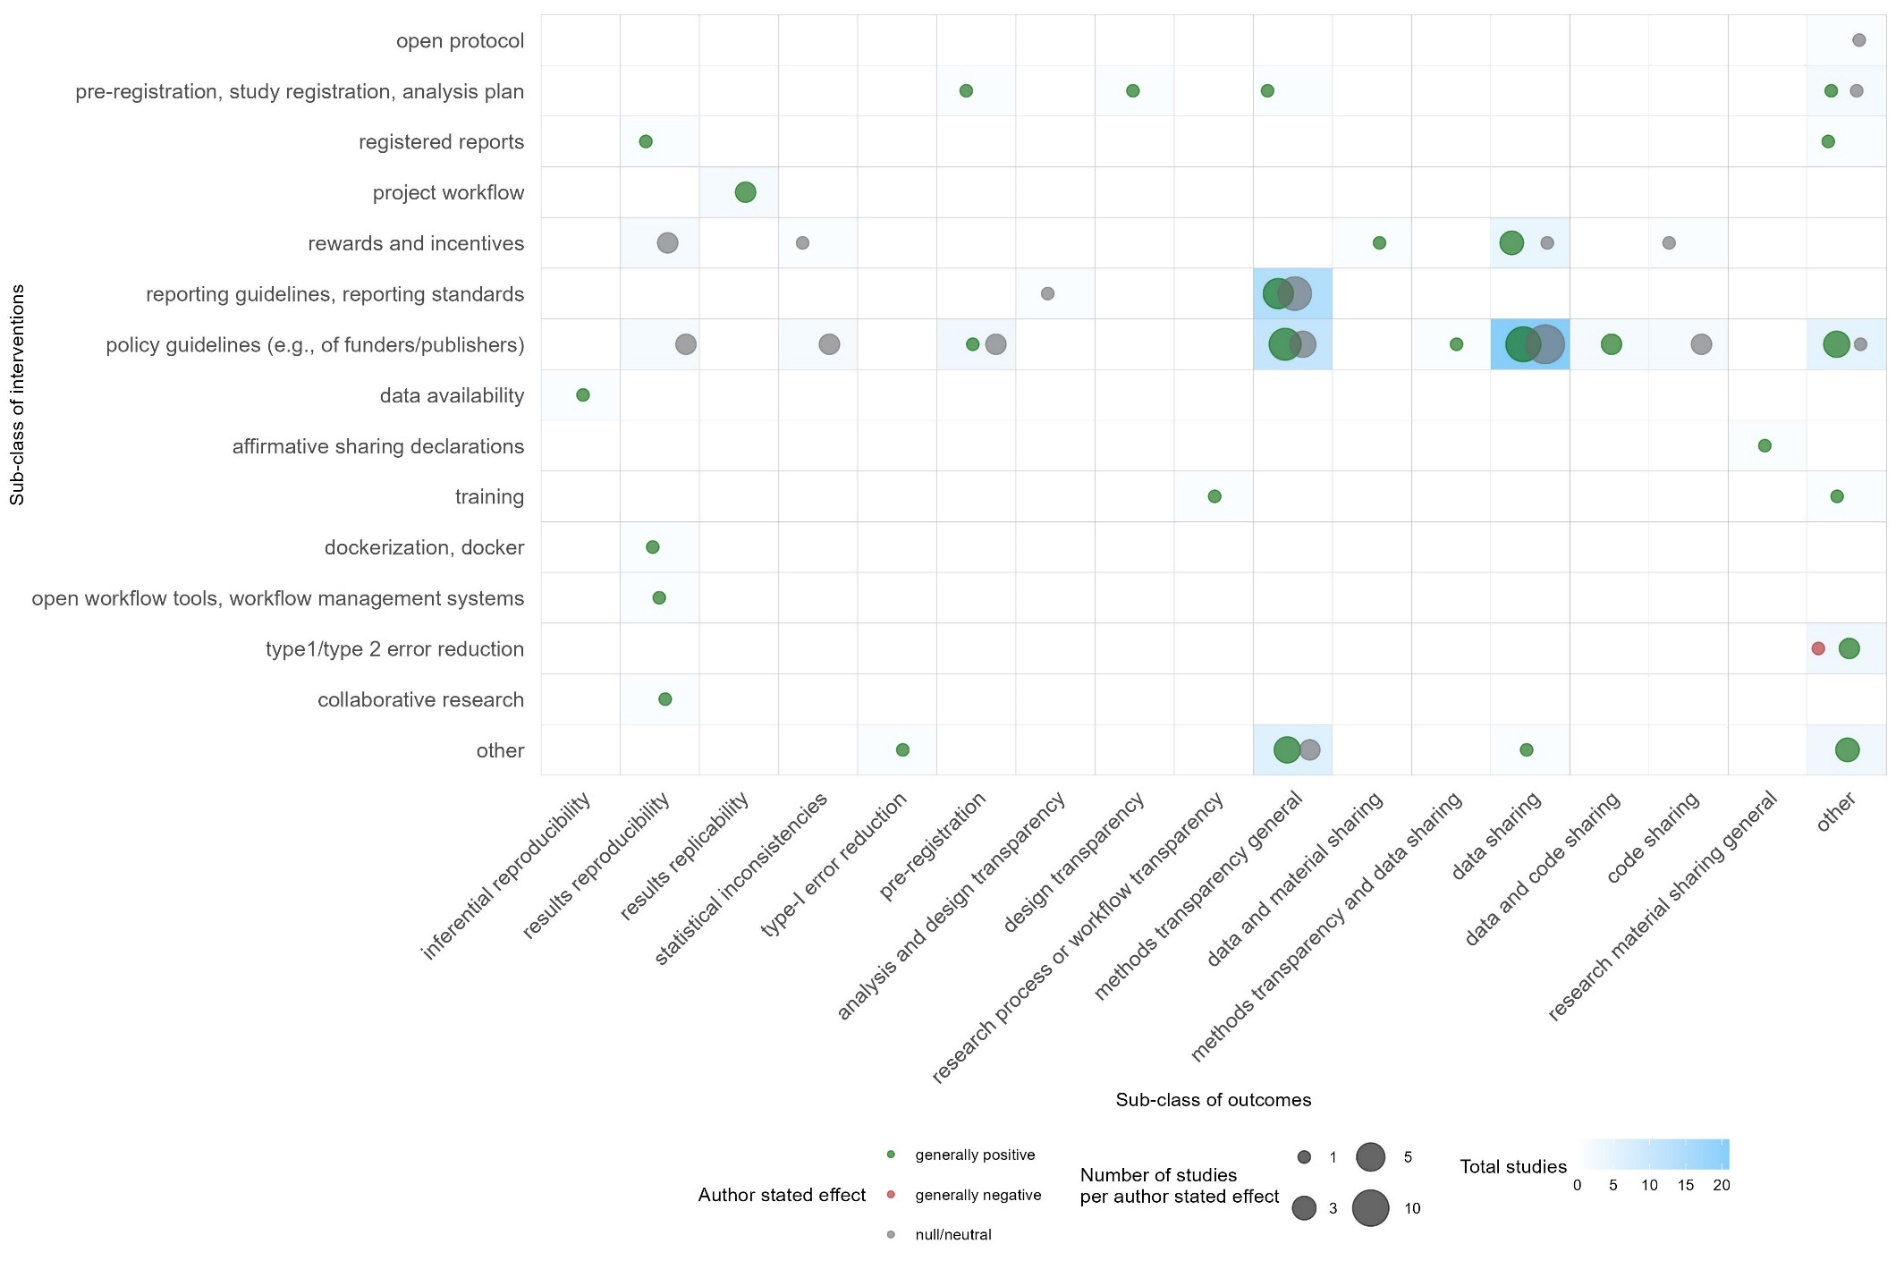 open protocol
pre-registration, study registration, analysis plan
registered reports
project workflow
rewards and incentives
reporting guidelines, reporting standards
policy guidelines (e.g., of funders/publishers)
data availability
affirmative sharing declarations
training
dockerization, docker
open workflow tools, workflow management systems
type1/type 2 error reduction
collaborative research
other
Sub-class of interventions
inferential reproducibility
results reproducibility
results replicability
statistical inconsistencies
type-I error reduction
pre-registration
analysis and design transparency
design transparency
research process or workflow transparency
methods transparency general
data and material sharing
methods transparency and data sharing
data sharing
data and code sharing
code sharing
research material sharing general
other
Sub-class of outcomes
Author stated effect
generally positive
generally negative
null/neutral
Number of studies
per author stated effect
1
5
3
10
Total studies
0 5 10 15 20